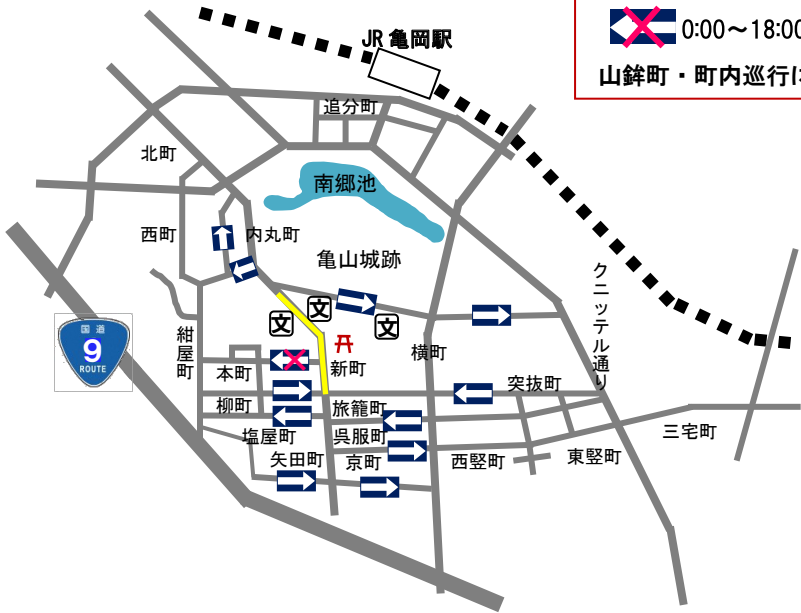 JR 亀岡駅
0:00～18:00
山鉾町・町内巡行
追分町
北町
南郷池
西町
内丸町
亀山城跡
クニッテル通り
国道
9
ROUTE
紺屋町
文
文
文
横町
本町
新町
突抜町
柳町
旅籠町
塩屋町
呉服町
三宅町
矢田町
京町
西竪町
東竪町